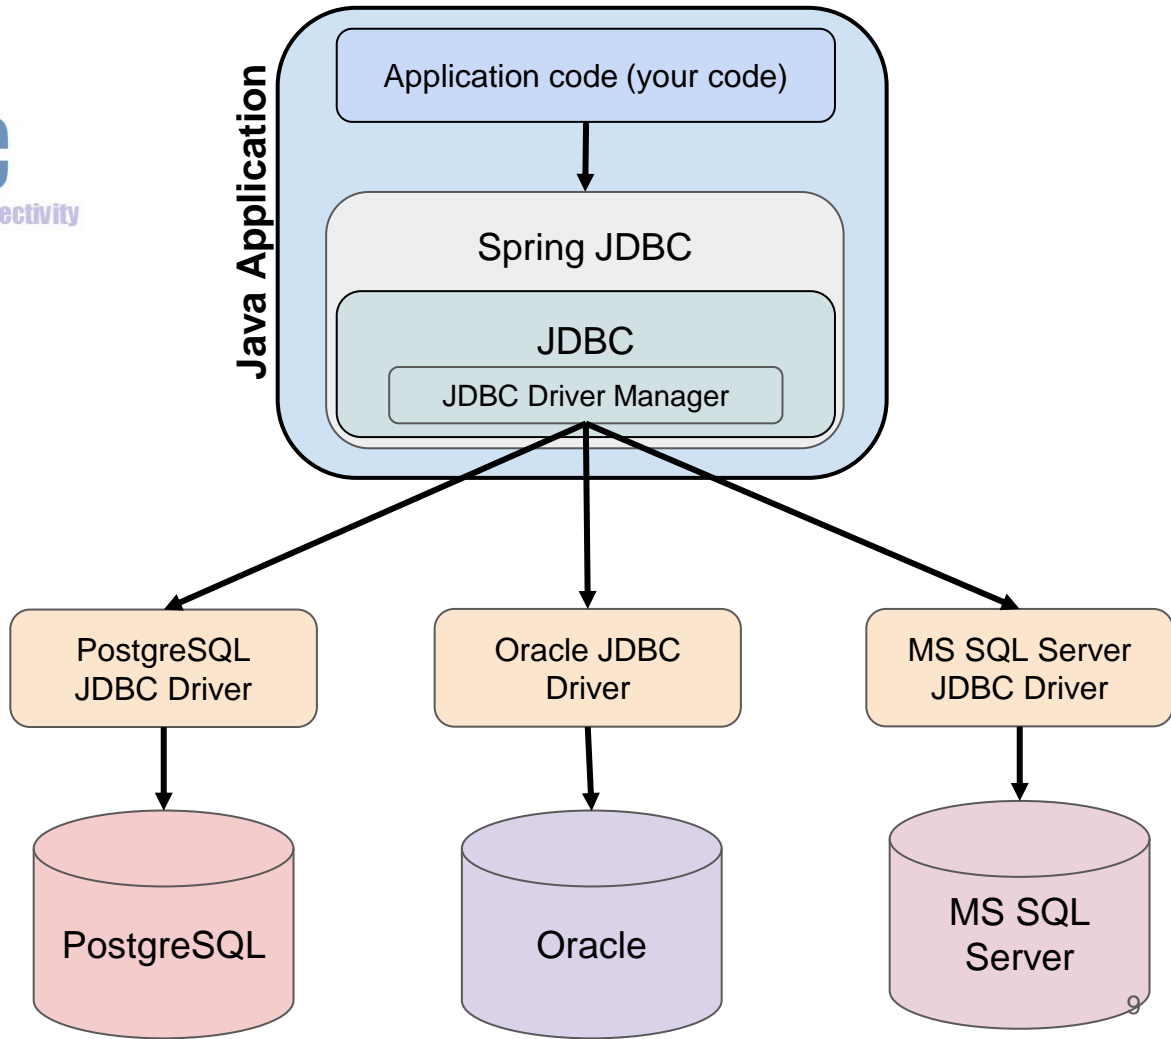 Application code (your code)
Java Application
ectivity
Spring JDBC
JDBC
JDBC Driver Manager
PostgreSQL
JDBC Driver
Oracle JDBC
Driver
MS SQL Server
JDBC Driver
PostgreSQL
Oracle
MS SQL
Server
9